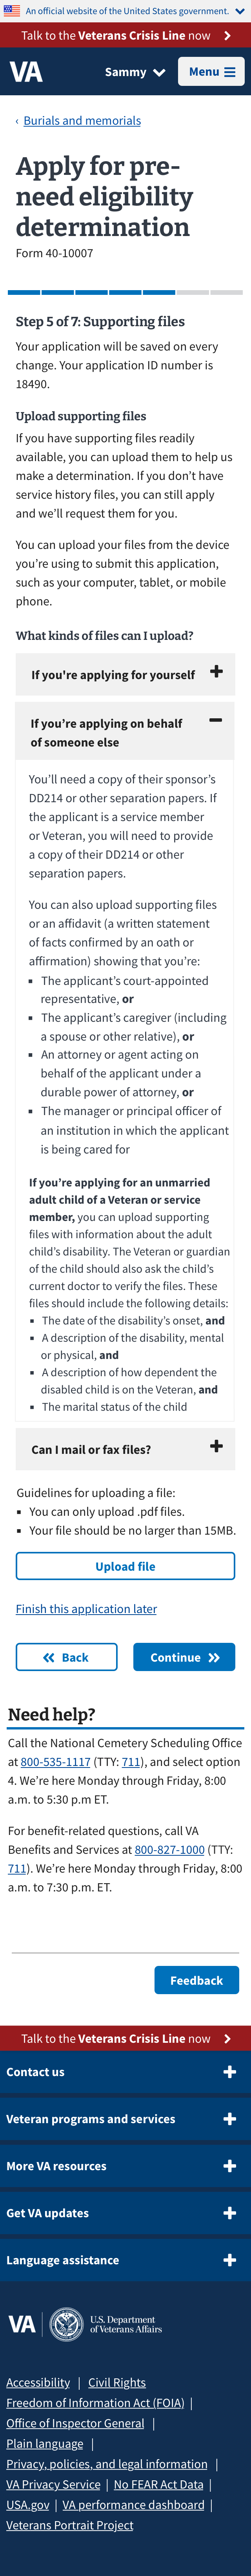 An official website of the United States government.
Talk to the Veterans Crisis Line now
VA
Sammy
Menu
‹ Burials and memorials
Apply for pre-
need eligibility
determination
Form 40-10007
Step 5 of 7: Supporting files
Your application will be saved on every
change. Your application ID number is
18490.
Upload supporting files
If you have supporting files readily
available, you can upload them to help us
make a determination. If you don’t have
service history files, you can still apply
and we’ll request them for you.
You can upload your files from the device
you’re using to submit this application,
such as your computer, tablet, or mobile
phone.
What kinds of files can I upload?
If you're applying for yourself
If you’re applying on behalf
of someone else
You’ll need a copy of their sponsor’s
DD214 or other separation papers. If
the applicant is a service member
or Veteran, you will need to provide
a copy of their DD214 or other
separation papers.
You can also upload supporting files
or an affidavit (a written statement
of facts confirmed by an oath or
affirmation) showing that you’re:
▪ The applicant’s court-appointed
representative, or
▪ The applicant’s caregiver (including
a spouse or other relative), or
▪ An attorney or agent acting on
behalf of the applicant under a
durable power of attorney, or
▪ The manager or principal officer of
an institution in which the applicant
is being cared for
If you’re applying for an unmarried
adult child of a Veteran or service
member, you can upload supporting
files with information about the adult
child’s disability. The Veteran or guardian
of the child should also ask the child’s
current doctor to verify the files. These
files should include the following details:
▪ The date of the disability’s onset, and
▪ A description of the disability, mental
or physical, and
▪ A description of how dependent the
disabled child is on the Veteran, and
▪ The marital status of the child
Can I mail or fax files?
Guidelines for uploading a file:
▪ You can only upload .pdf files.
▪ Your file should be no larger than 15MB.
Upload file
Finish this application later
Back
Continue
Need help?
Call the National Cemetery Scheduling Office
at 800-535-1117 (TTY: 711), and select option
4. We’re here Monday through Friday, 8:00
a.m. to 5:30 p.m ET.
For benefit-related questions, call VA
Benefits and Services at 800-827-1000 (TTY:
711). We’re here Monday through Friday, 8:00
a.m. to 7:30 p.m. ET.
Feedback
Talk to the Veterans Crisis Line now
Contact us
Veteran programs and services
More VA resources
Get VA updates
Language assistance
VA
U.S. Department
of Veterans Affairs
Accessibility | Civil Rights
Freedom of Information Act (FOIA) |
Office of Inspector General |
Plain language |
Privacy, policies, and legal information |
VA Privacy Service | No FEAR Act Data |
USA.gov | VA performance dashboard |
Veterans Portrait Project